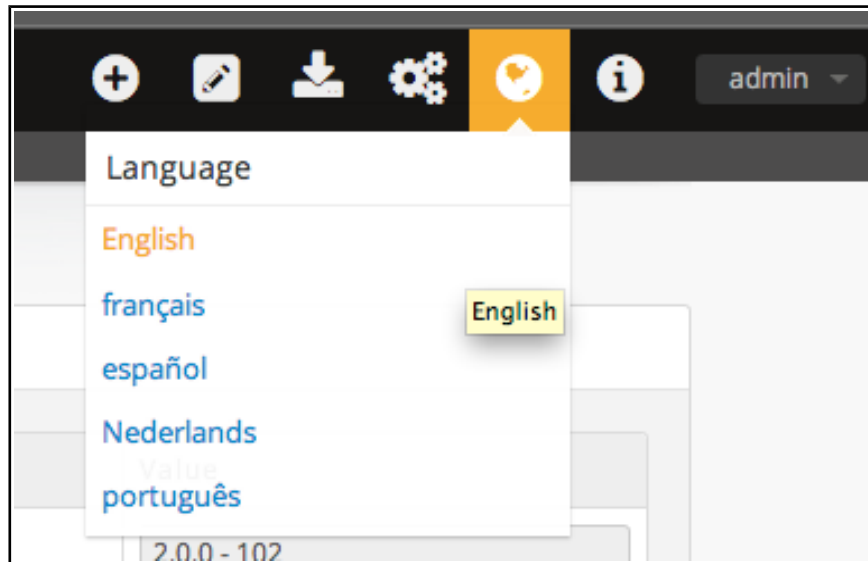 admin
Language
English
français
English
español
Nederlands
Value
português
2.0.0 - 102